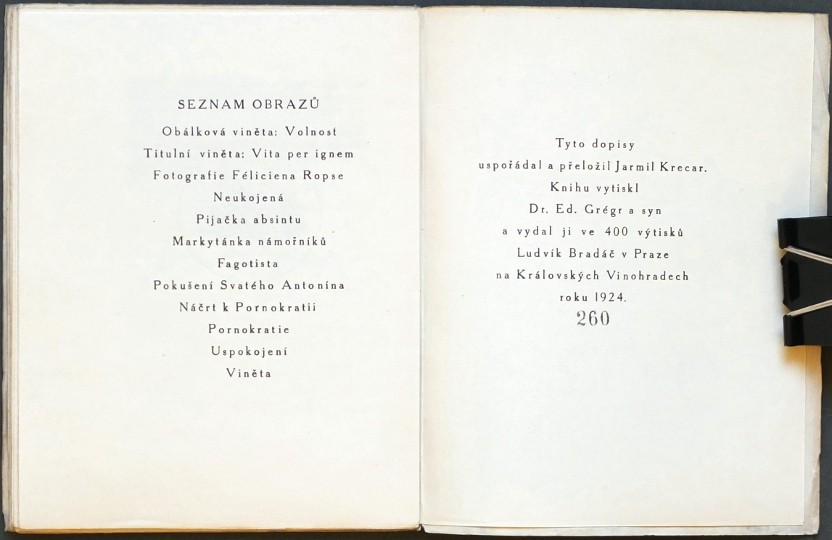 SEZNAM OBRAZŮ
Obálková viněta: Volnost
Titulní viněta: Vita per ignem
Fotografie Féliciena Ropse
Neukojená
Pijačka absintu
Markytánka námořníků
Fagotista
Pokušení Svatého Antonína
Náčrt k Pornokratii
Pornokratie
Uspokojení
Viněta
Tyto dopisy
uspořádal a přeložil Jarmil Krecar.
Knihu vytiskl
Dr. Ed. Grégr a syn
a vydal ji ve 400 výtisků
Ludvík Bradáč v Praze
na Královských Vinohradech
roku 1924.
260